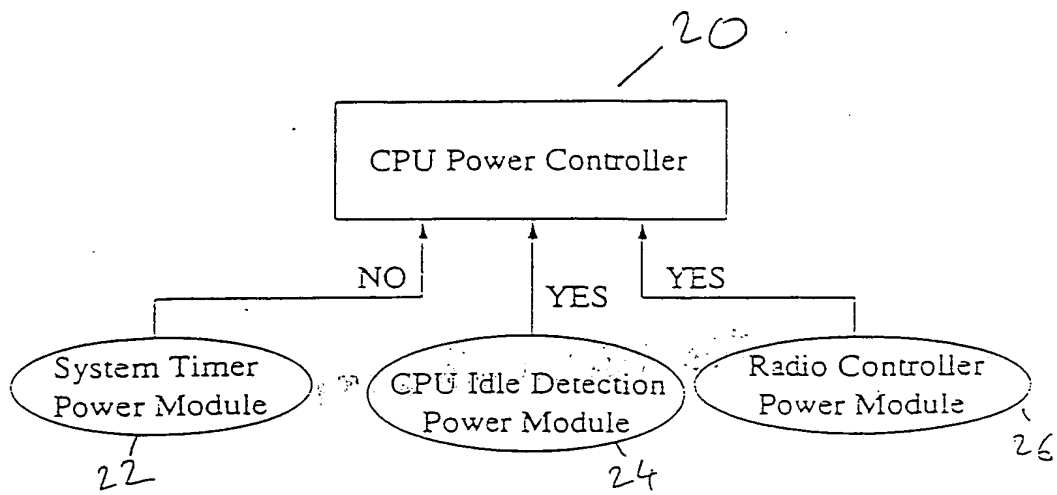 20
CPU Power Controller
NO
YES
YES
System Timer
Power Module
CPU Idle Detection
Power Module
Radio Controller
Power Module
22
24
26